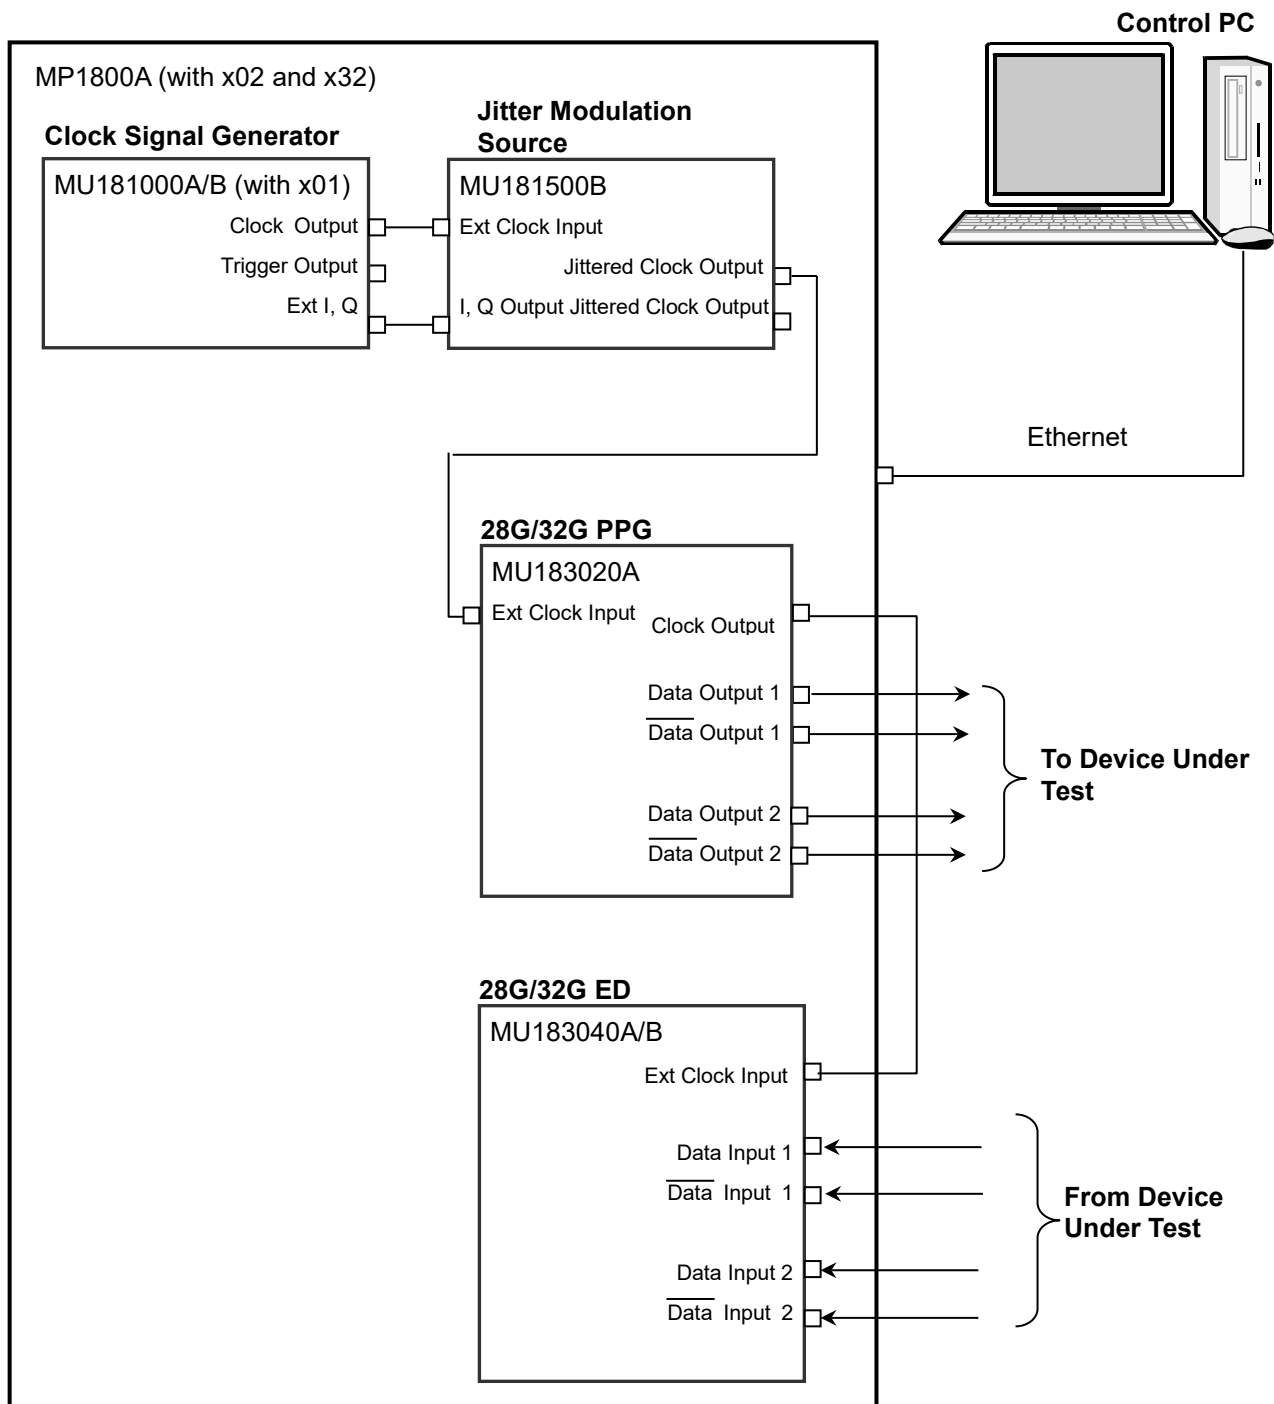 Control PC
MP1800A (with x02 and x32)
Jitter Modulation
Source
Clock Signal Generator
MU181000A/B (with x01)
Clock Output
Trigger Output
Ext I, Q
MU181500B
Ext Clock Input
Jittered Clock Output
I, Q Output Jittered Clock Output
Ethernet
28G/32G PPG
MU183020A
Ext Clock Input
Clock Output
Data Output 1
D̅a̅t̅a̅ Output 1
Data Output 2
D̅a̅t̅a̅ Output 2
To Device Under
Test
28G/32G ED
MU183040A/B
Ext Clock Input
Data Input 1
D̅a̅t̅a̅ Input 1
Data Input 2
D̅a̅t̅a̅ Input 2
From Device
Under Test